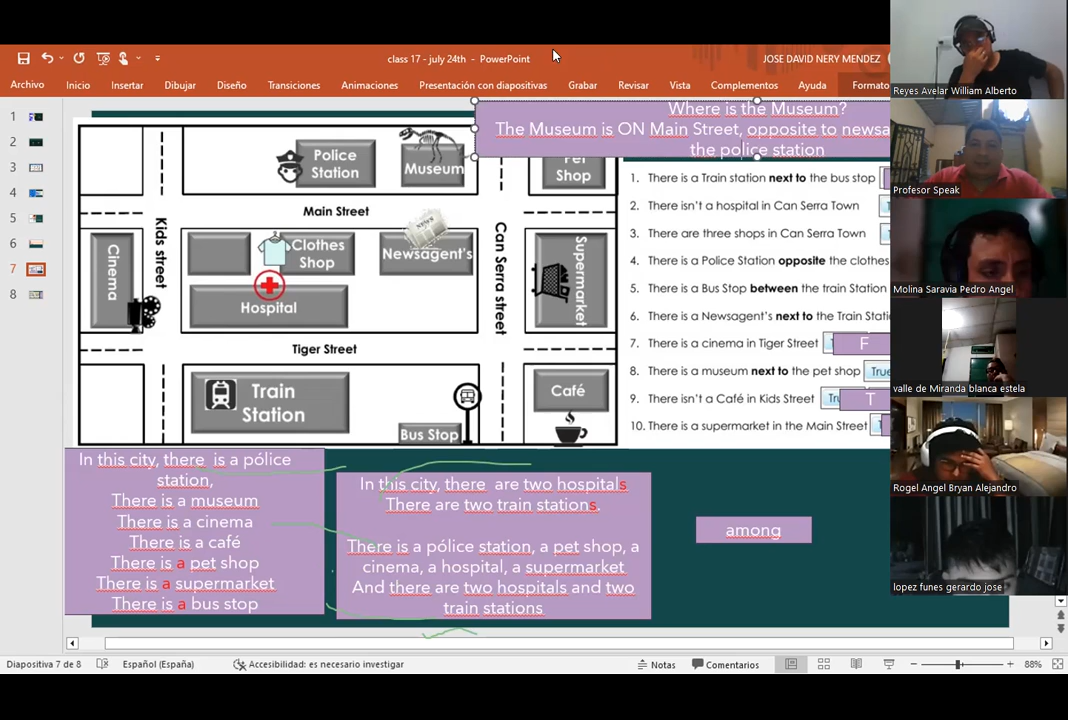 class 17 - july 24th - PowerPoint
JOSE DAVID NERY MENDEZ
Archivo Inicio Insertar Dibujar Diseño Transiciones Animaciones Presentación con diapositivas Grabar Revisar Vista Complementos Ayuda Formato
1
2
3
4
5
6
7
8
Where is the Museum?
The Museum is ON Main Street, opposite to newsa
the police station
Police
Station
Museum
Pet
Shop
Main Street
Kids street
Can Serra street
Cinema
Clothes
Shop
NEWS
Newsagent's
Supermarket
Hospital
Tiger Street
Train
Station
Bus Stop
Café
1. There is a Train station next to the bus stop
2. There isn't a hospital in Can Serra Town
3. There are three shops in Can Serra Town
4. There is a Police Station opposite the clothes
5. There is a Bus Stop between the train Station
6. There is a Newsagent's next to the Train Stati
7. There is a cinema in Tiger Street F
8. There is a museum next to the pet shop True
9. There isn't a Café in Kids Street Tru T
10. There is a supermarket in the Main Street
In this city, there is a pólice
station,
There is a museum
There is a cinema
There is a café
There is a pet shop
There is a supermarket
There is a bus stop
In this city, there are two hospitals
There are two train stations.
There is a pólice station, a pet shop, a
cinema, a hospital, a supermarket
And there are two hospitals and two
train stations
among
Reyes Avelar William Alberto
Profesor Speak
Molina Saravia Pedro Angel
valle de Miranda blanca estela
Rogel Angel Bryan Alejandro
lopez funes gerardo jose
Diapositiva 7 de 8 Español (España) Accesibilidad: es necesario investigar Notas Comentarios 88%